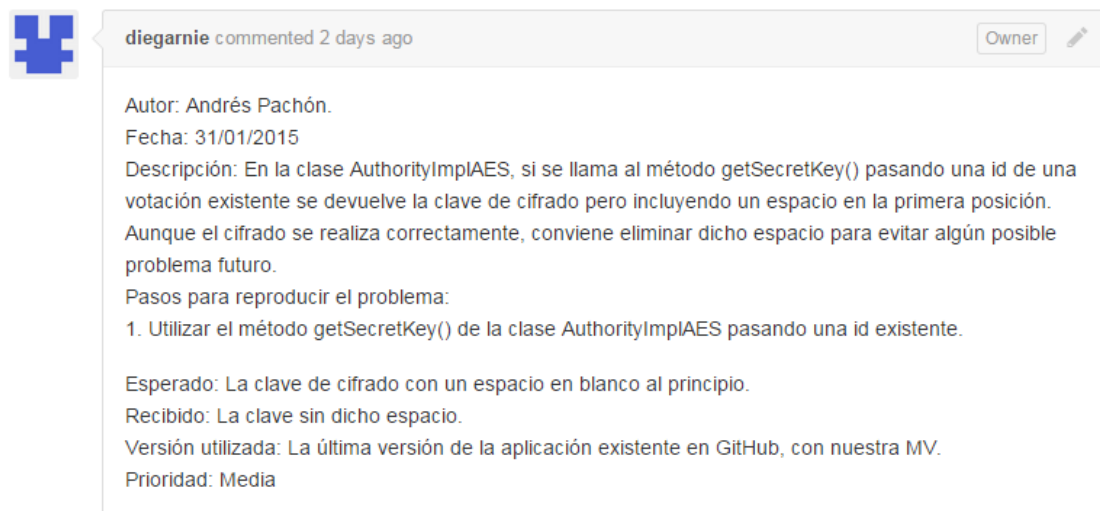 diegarnie commented 2 days ago Owner
Autor: Andrés Pachón.
Fecha: 31/01/2015
Descripción: En la clase AuthorityImplAES, si se llama al método getSecretKey() pasando una id de una
votación existente se devuelve la clave de cifrado pero incluyendo un espacio en la primera posición.
Aunque el cifrado se realiza correctamente, conviene eliminar dicho espacio para evitar algún posible
problema futuro.
Pasos para reproducir el problema:
1. Utilizar el método getSecretKey() de la clase AuthorityImplAES pasando una id existente.
Esperado: La clave de cifrado con un espacio en blanco al principio.
Recibido: La clave sin dicho espacio.
Versión utilizada: La última versión de la aplicación existente en GitHub, con nuestra MV.
Prioridad: Media